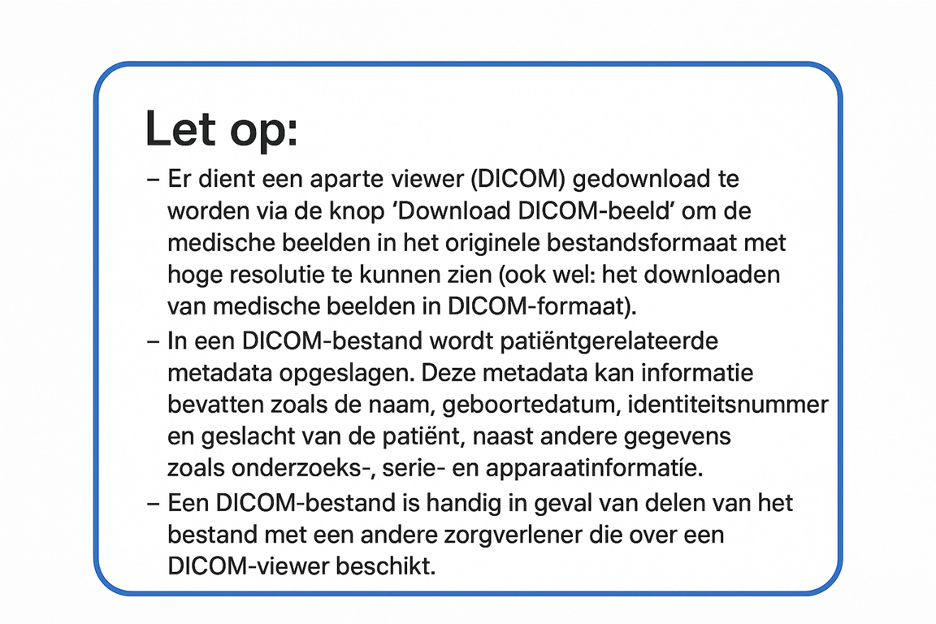 Let op:
– Er dient een aparte viewer (DICOM) gedownload te
worden via de knop ‘Download DICOM-beeld’ om de
medische beelden in het originele bestandsformaat met
hoge resolutie te kunnen zien (ook wel: het downloaden
van medische beelden in DICOM-formaat).
– In een DICOM-bestand wordt patiëntgerelateerde
metadata opgeslagen. Deze metadata kan informatie
bevatten zoals de naam, geboortedatum, identiteitsnummer
en geslacht van de patiënt, naast andere gegevens
zoals onderzoeks-, serie- en apparaatinformatíe.
– Een DICOM-bestand is handig in geval van delen van het
bestand met een andere zorgverlener die over een
DICOM-viewer beschikt.